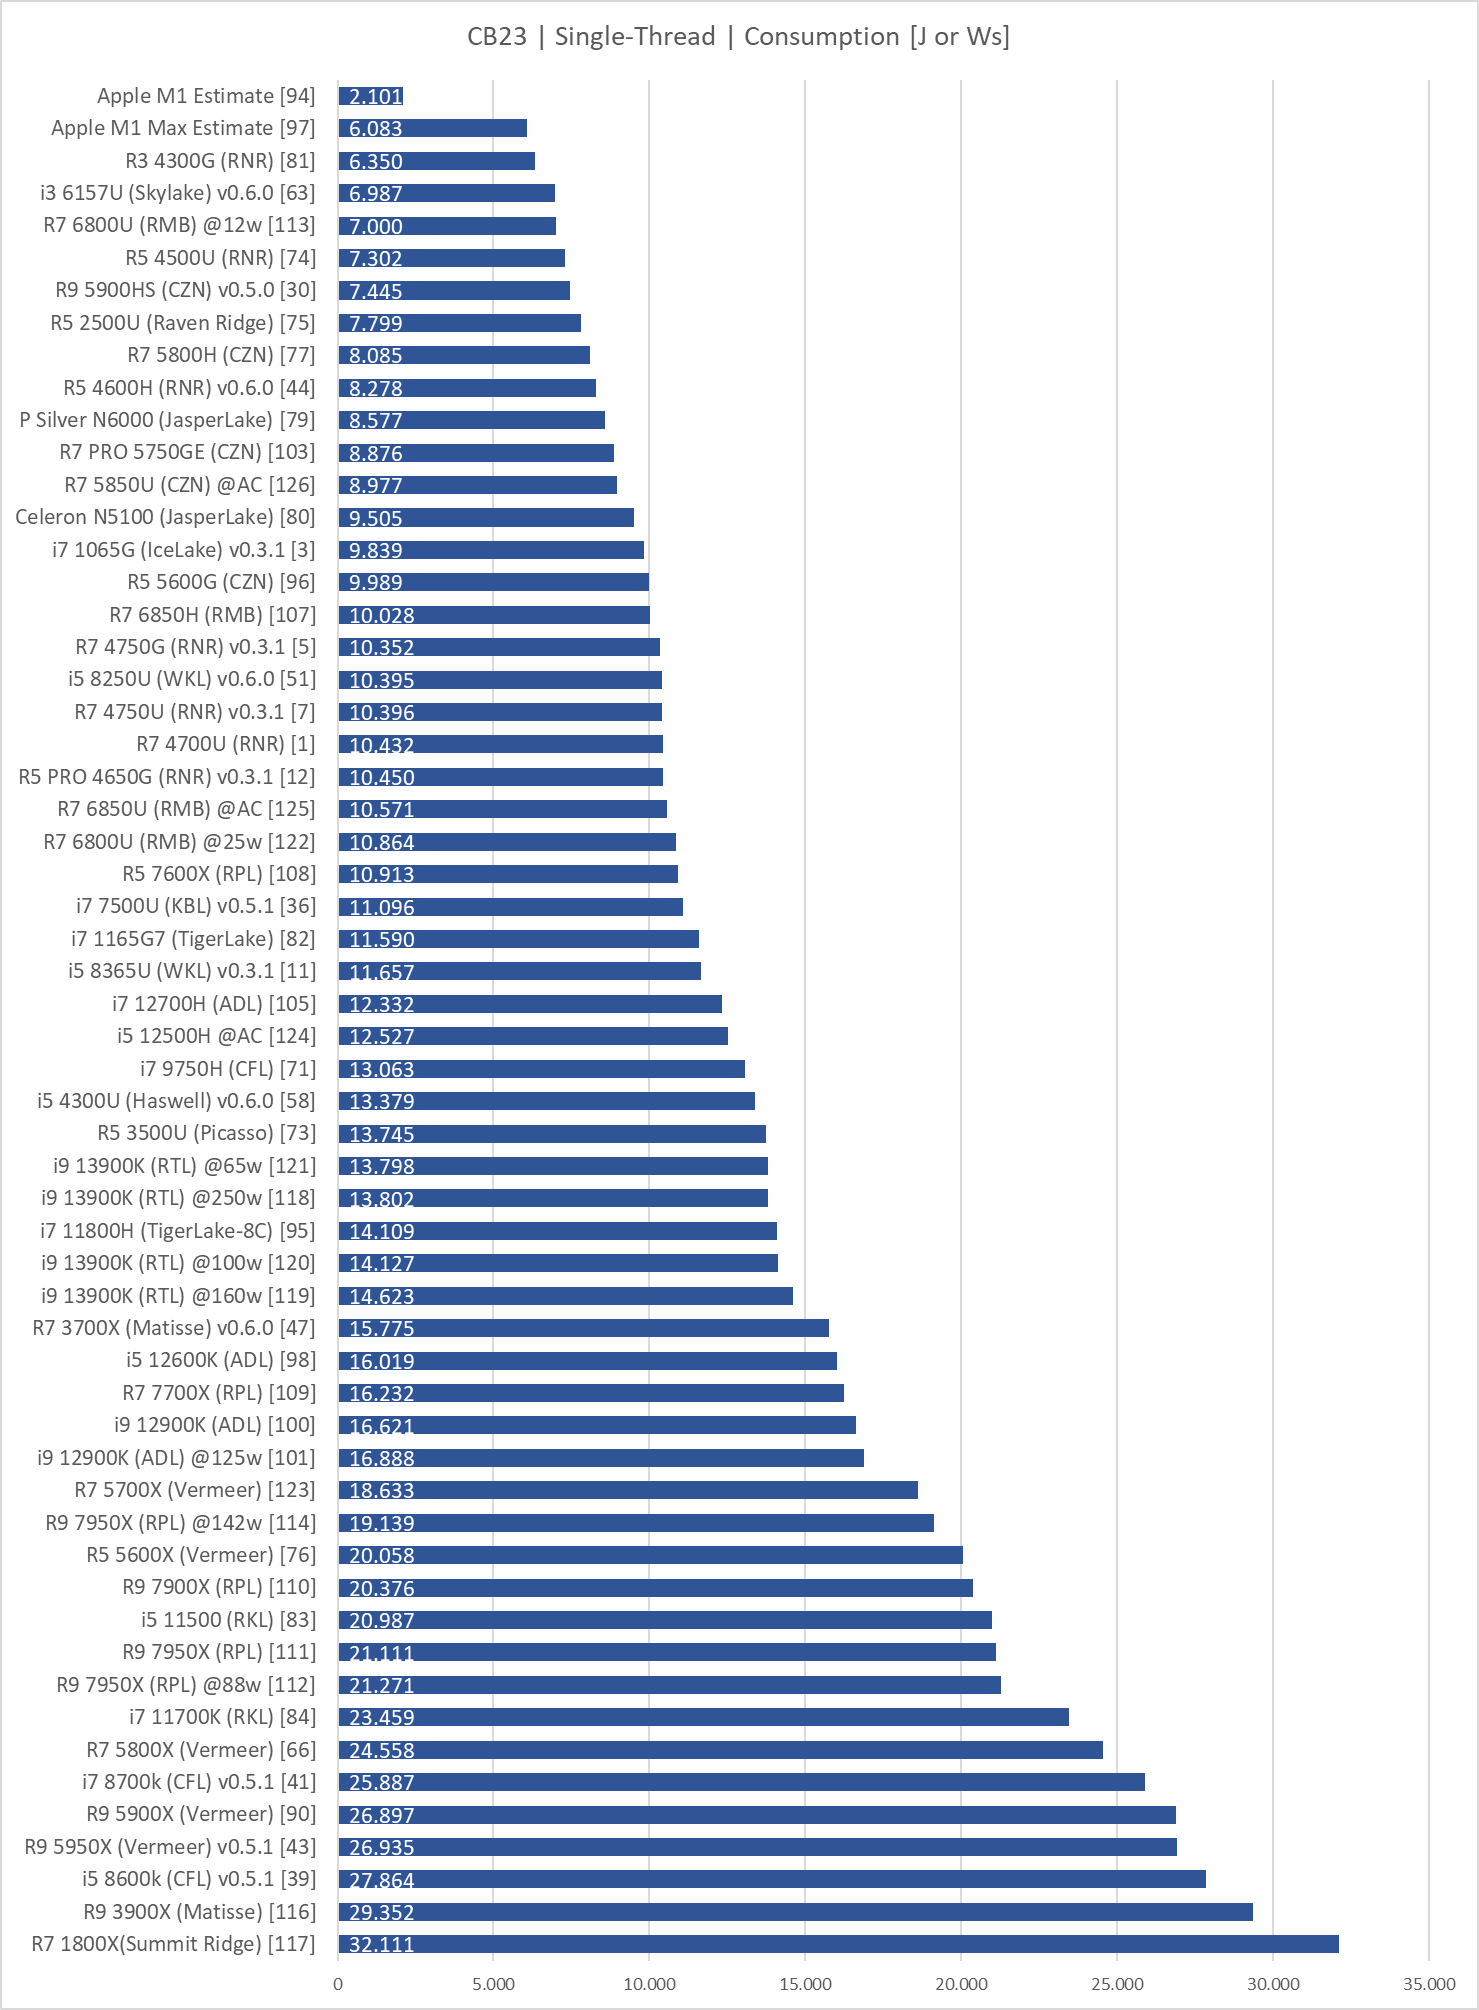 CB23 | Single-Thread | Consumption [J or Ws]
Apple M1 Estimate [94] 2.101
Apple M1 Max Estimate [97] 6.083
R3 4300G (RNR) [81] 6.350
i3 6157U (Skylake) v0.6.0 [63] 6.987
R7 6800U (RMB) @12w [113] 7.000
R5 4500U (RNR) [74] 7.302
R9 5900HS (CZN) v0.5.0 [30] 7.445
R5 2500U (Raven Ridge) [75] 7.799
R7 5800H (CZN) [77] 8.085
R5 4600H (RNR) v0.6.0 [44] 8.278
P Silver N6000 (JasperLake) [79] 8.577
R7 PRO 5750GE (CZN) [103] 8.876
R7 5850U (CZN) @AC [126] 8.977
Celeron N5100 (JasperLake) [80] 9.505
i7 1065G (IceLake) v0.3.1 [3] 9.839
R5 5600G (CZN) [96] 9.989
R7 6850H (RMB) [107] 10.028
R7 4750G (RNR) v0.3.1 [5] 10.352
i5 8250U (WKL) v0.6.0 [51] 10.395
R7 4750U (RNR) v0.3.1 [7] 10.396
R7 4700U (RNR) [1] 10.432
R5 PRO 4650G (RNR) v0.3.1 [12] 10.450
R7 6850U (RMB) @AC [125] 10.571
R7 6800U (RMB) @25w [122] 10.864
R5 7600X (RPL) [108] 10.913
i7 7500U (KBL) v0.5.1 [36] 11.096
i7 1165G7 (TigerLake) [82] 11.590
i5 8365U (WKL) v0.3.1 [11] 11.657
i7 12700H (ADL) [105] 12.332
i5 12500H @AC [124] 12.527
i7 9750H (CFL) [71] 13.063
i5 4300U (Haswell) v0.6.0 [58] 13.379
R5 3500U (Picasso) [73] 13.745
i9 13900K (RTL) @65w [121] 13.798
i9 13900K (RTL) @250w [118] 13.802
i7 11800H (TigerLake-8C) [95] 14.109
i9 13900K (RTL) @100w [120] 14.127
i9 13900K (RTL) @160w [119] 14.623
R7 3700X (Matisse) v0.6.0 [47] 15.775
i5 12600K (ADL) [98] 16.019
R7 7700X (RPL) [109] 16.232
i9 12900K (ADL) [100] 16.621
i9 12900K (ADL) @125w [101] 16.888
R7 5700X (Vermeer) [123] 18.633
R9 7950X (RPL) @142w [114] 19.139
R5 5600X (Vermeer) [76] 20.058
R9 7900X (RPL) [110] 20.376
i5 11500 (RKL) [83] 20.987
R9 7950X (RPL) [111] 21.111
R9 7950X (RPL) @88w [112] 21.271
i7 11700K (RKL) [84] 23.459
R7 5800X (Vermeer) [66] 24.558
i7 8700k (CFL) v0.5.1 [41] 25.887
R9 5900X (Vermeer) [90] 26.897
R9 5950X (Vermeer) v0.5.1 [43] 26.935
i5 8600k (CFL) v0.5.1 [39] 27.864
R9 3900X (Matisse) [116] 29.352
R7 1800X(Summit Ridge) [117] 32.111
0 5.000 10.000 15.000 20.000 25.000 30.000 35.000